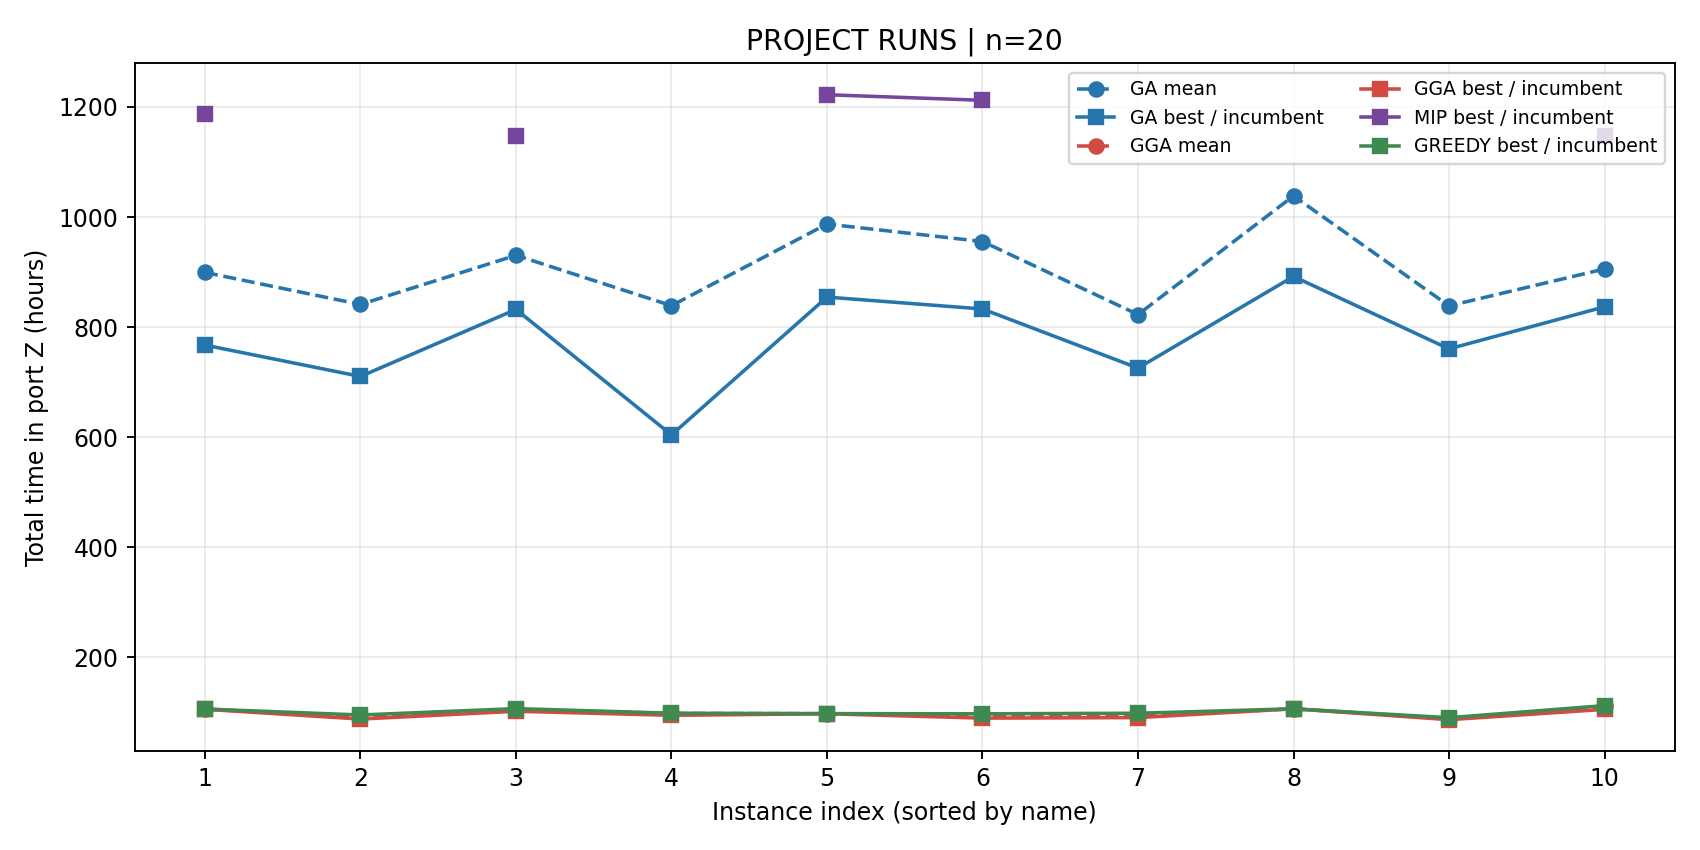 PROJECT RUNS | n=20
GA mean
GA best / incumbent
GGA mean
GGA best / incumbent
MIP best / incumbent
GREEDY best / incumbent
Total time in port Z (hours)
1200
1000
800
600
400
200
1 2 3 4 5 6 7 8 9 10
Instance index (sorted by name)